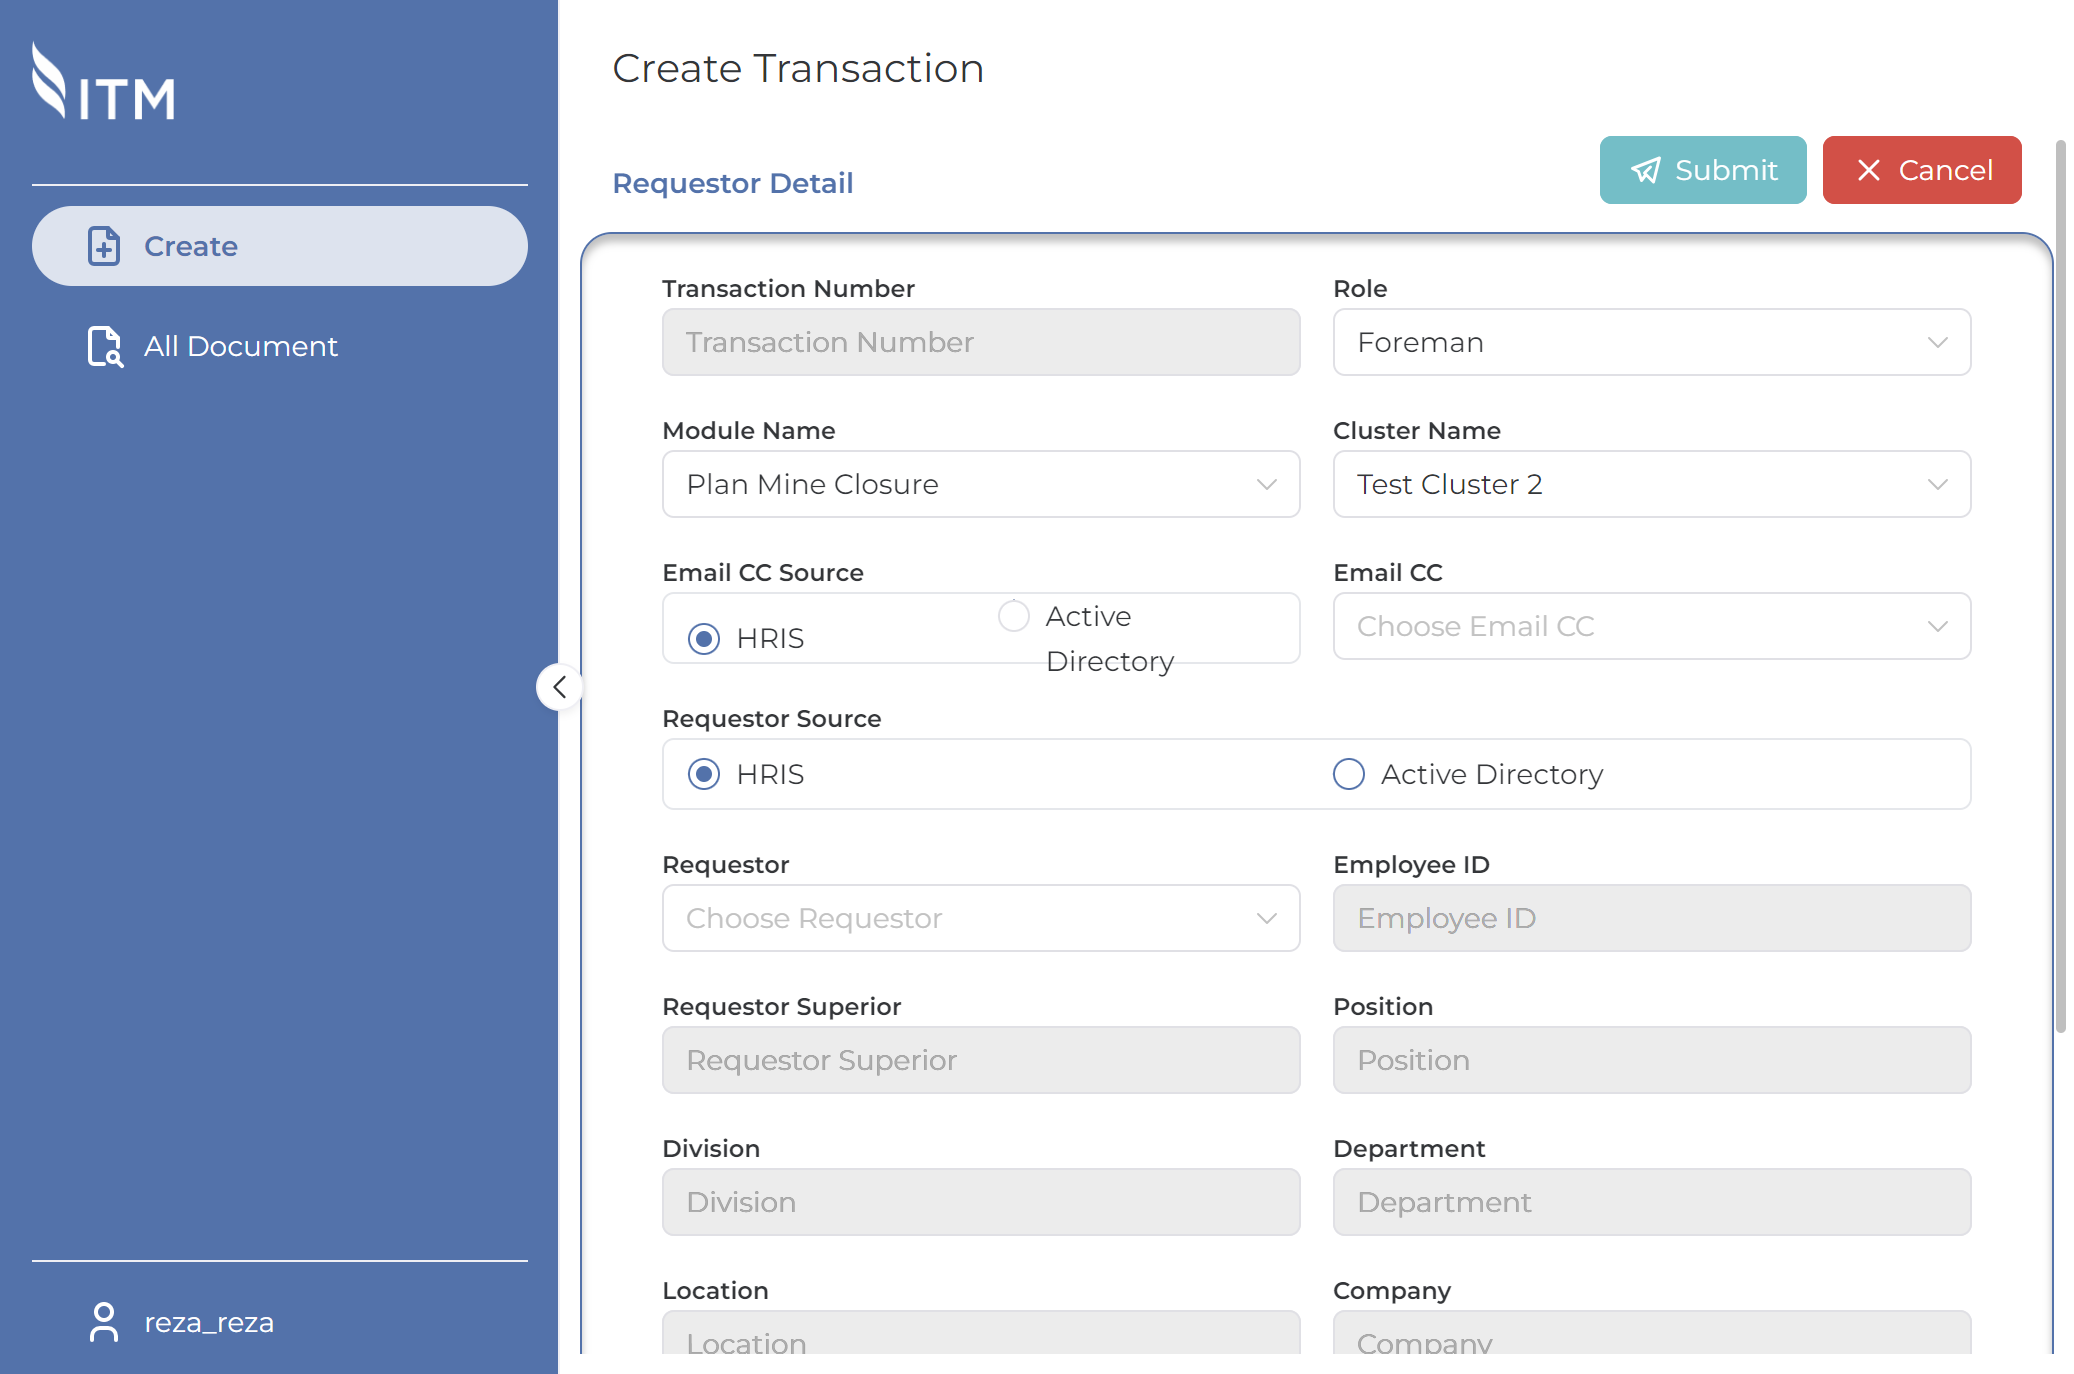 ITM
Create
All Document
reza_reza
Create Transaction
Requestor Detail
Submit
Cancel
Transaction Number
Transaction Number
Role
Foreman
Module Name
Plan Mine Closure
Cluster Name
Test Cluster 2
Email CC Source
HRIS
Active
Directory
Email CC
Choose Email CC
Requestor Source
HRIS
Active Directory
Requestor
Choose Requestor
Employee ID
Employee ID
Requestor Superior
Requestor Superior
Position
Position
Division
Division
Department
Department
Location
Location
Company
Company